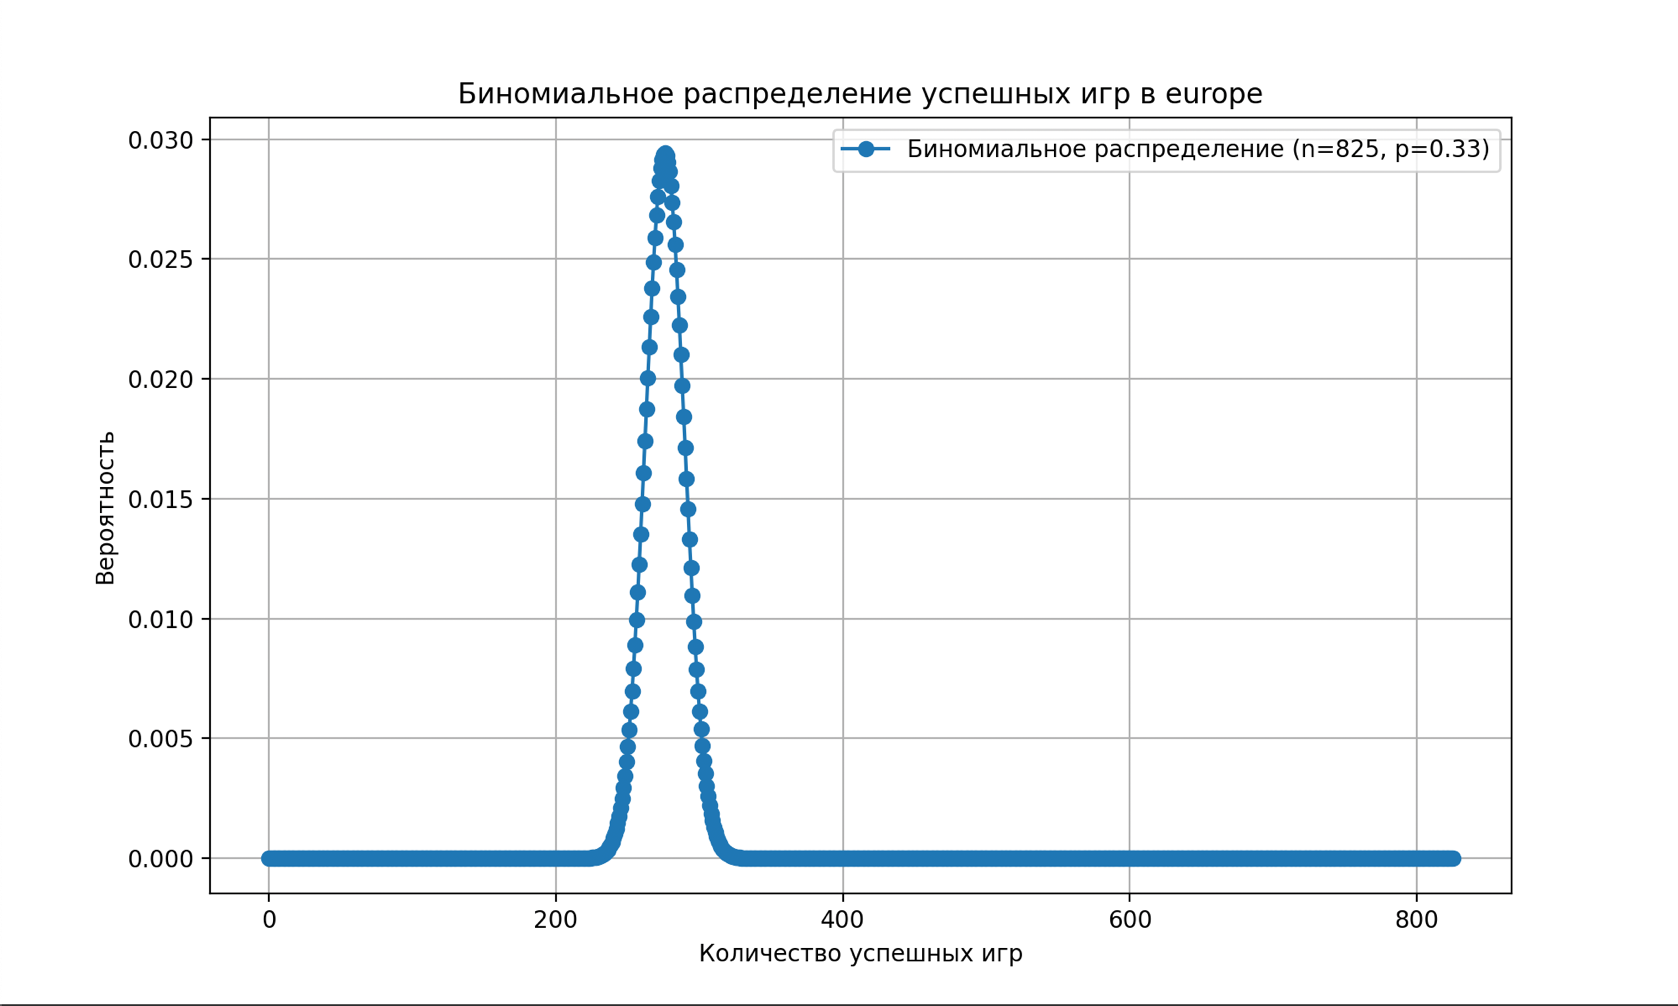 Биномиальное распределение успешных игр в europe
Биномиальное распределение (n=825, p=0.33)
0.030
0.025
0.020
0.015
0.010
0.005
0.000
Вероятность
0 200 400 600 800
Количество успешных игр